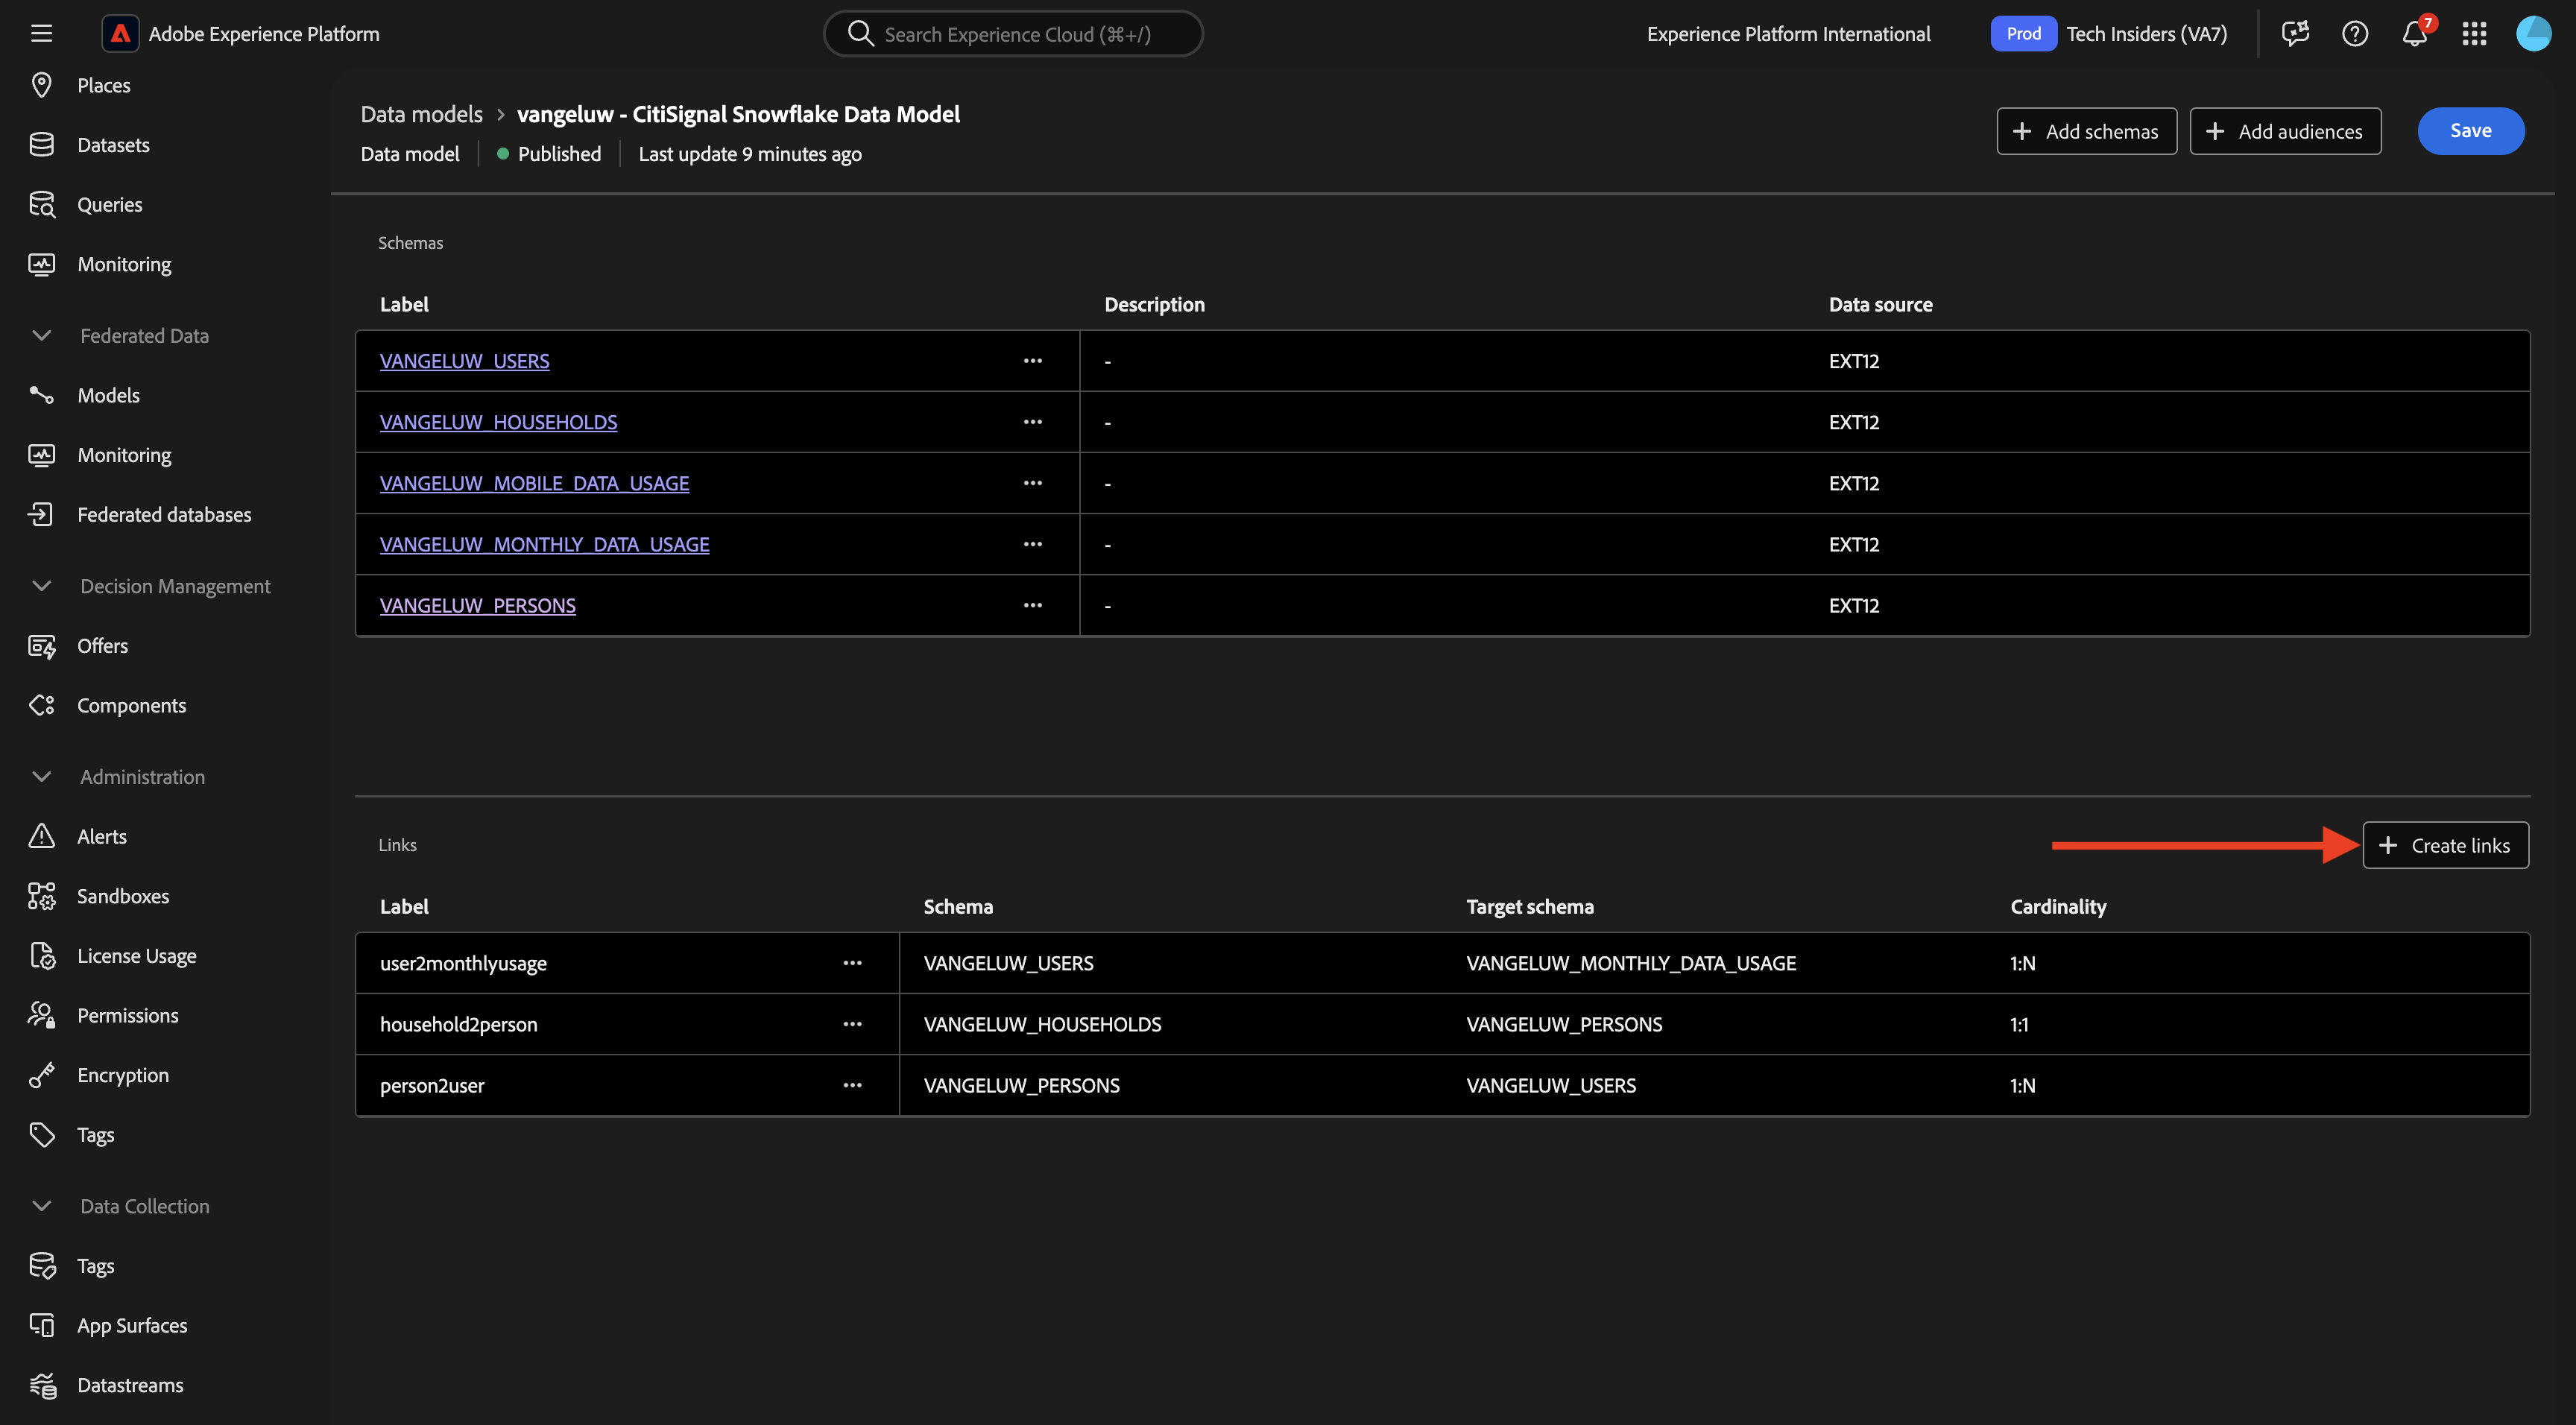 Adobe Experience Platform
Search Experience Cloud (⌘+/)
Experience Platform International
Prod
Tech Insiders (VA7)
7
Places
Datasets
Queries
Monitoring
Federated Data
Models
Monitoring
Federated databases
Decision Management
Offers
Components
Administration
Alerts
Sandboxes
License Usage
Permissions
Encryption
Tags
Data Collection
Tags
App Surfaces
Datastreams
Data models > vangeluw - CitiSignal Snowflake Data Model
Data model | Published | Last update 9 minutes ago
+ Add schemas
+ Add audiences
Save
Schemas
Label Description Data source
VANGELUW_USERS ··· - EXT12
VANGELUW_HOUSEHOLDS ··· - EXT12
VANGELUW_MOBILE_DATA_USAGE ··· - EXT12
VANGELUW_MONTHLY_DATA_USAGE ··· - EXT12
VANGELUW_PERSONS ··· - EXT12
Links
+ Create links
Label Schema Target schema Cardinality
user2monthlyusage ··· VANGELUW_USERS VANGELUW_MONTHLY_DATA_USAGE 1:N
household2person ··· VANGELUW_HOUSEHOLDS VANGELUW_PERSONS 1:1
person2user ··· VANGELUW_PERSONS VANGELUW_USERS 1:N